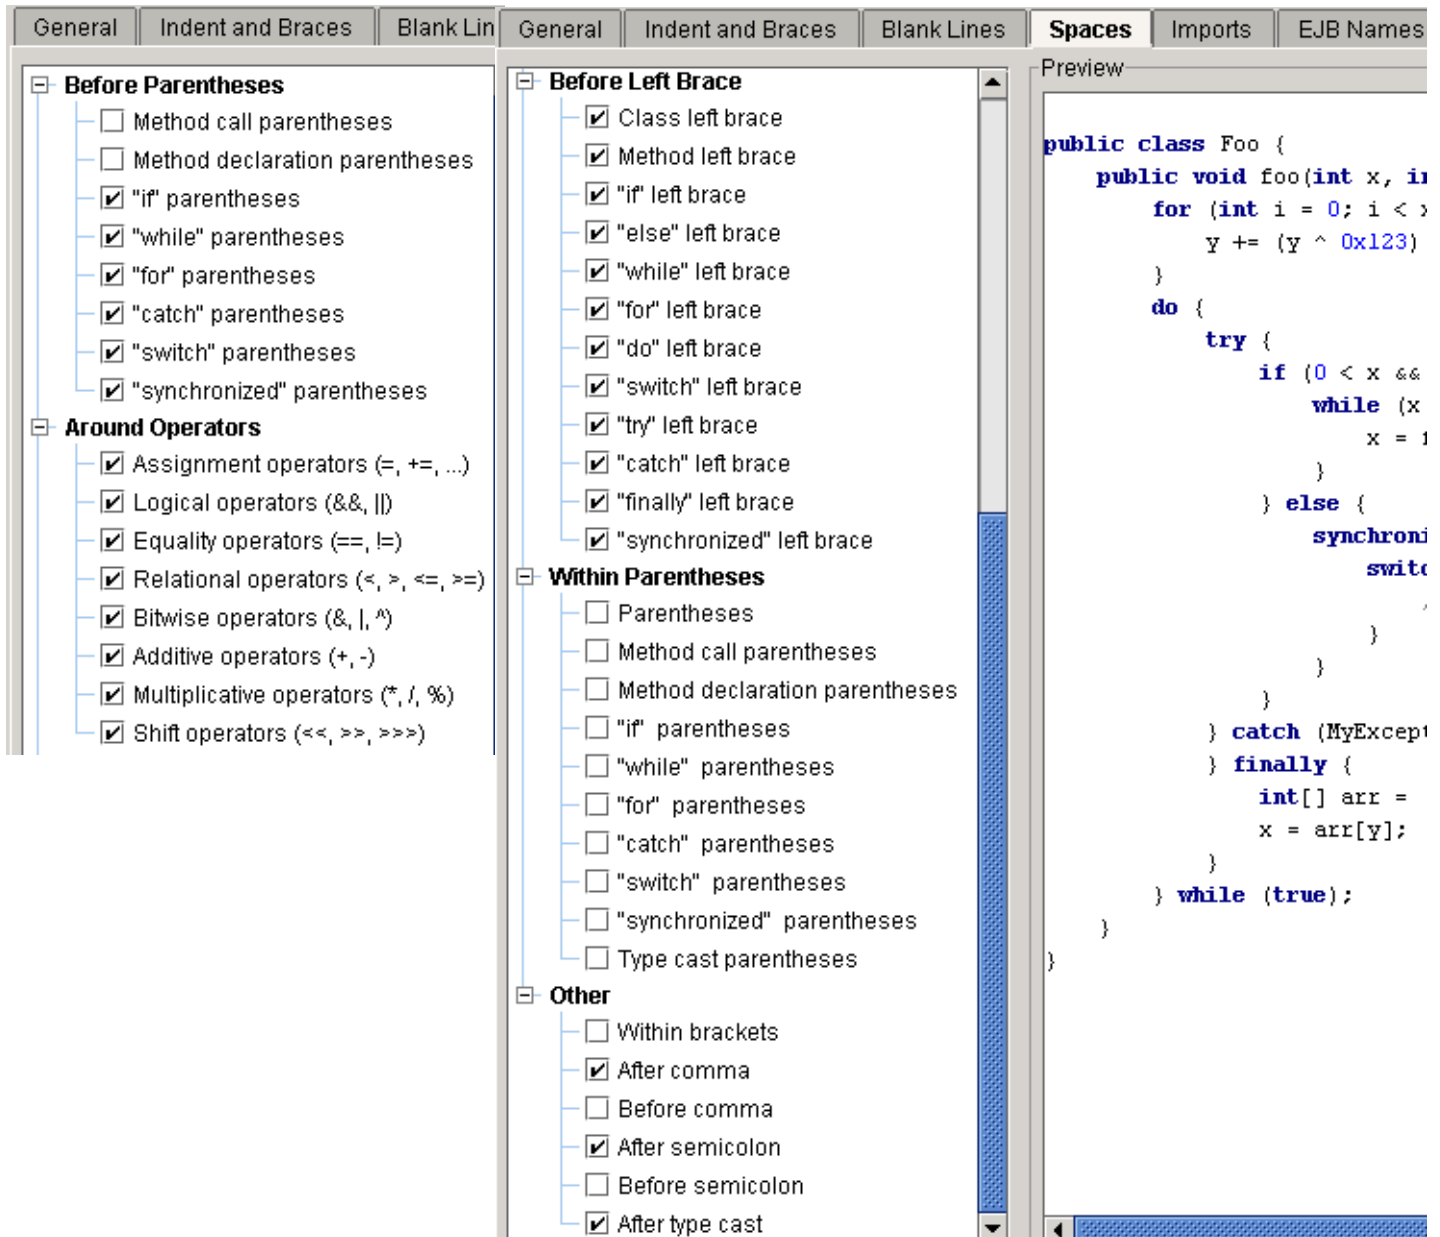 General Indent and Braces Blank Lin
Before Parentheses
Method call parentheses
Method declaration parentheses
"if" parentheses
"while" parentheses
"for" parentheses
"catch" parentheses
"switch" parentheses
"synchronized" parentheses
Around Operators
Assignment operators (=, +=, ...)
Logical operators (&&, ||)
Equality operators (==, !=)
Relational operators (<, >, <=, >=)
Bitwise operators (&, |, ^)
Additive operators (+, -)
Multiplicative operators (*, /, %)
Shift operators (<<, >>, >>>)
General Indent and Braces Blank Lines Spaces Imports EJB Names
Before Left Brace
Class left brace
Method left brace
"if" left brace
"else" left brace
"while" left brace
"for" left brace
"do" left brace
"switch" left brace
"try" left brace
"catch" left brace
"finally" left brace
"synchronized" left brace
Within Parentheses
Parentheses
Method call parentheses
Method declaration parentheses
"if" parentheses
"while" parentheses
"for" parentheses
"catch" parentheses
"switch" parentheses
"synchronized" parentheses
Type cast parentheses
Other
Within brackets
After comma
Before comma
After semicolon
Before semicolon
After type cast
Preview
public class Foo {
public void foo(int x, in
for (int i = 0; i < x
y += (y ^ 0x123)
}
do {
try {
if (0 < x &&
while (x
x = f
}
} else {
synchroni
switc
}
}
}
} catch (MyExcept
} finally {
int[] arr =
x = arr[y];
}
} while (true);
}
}